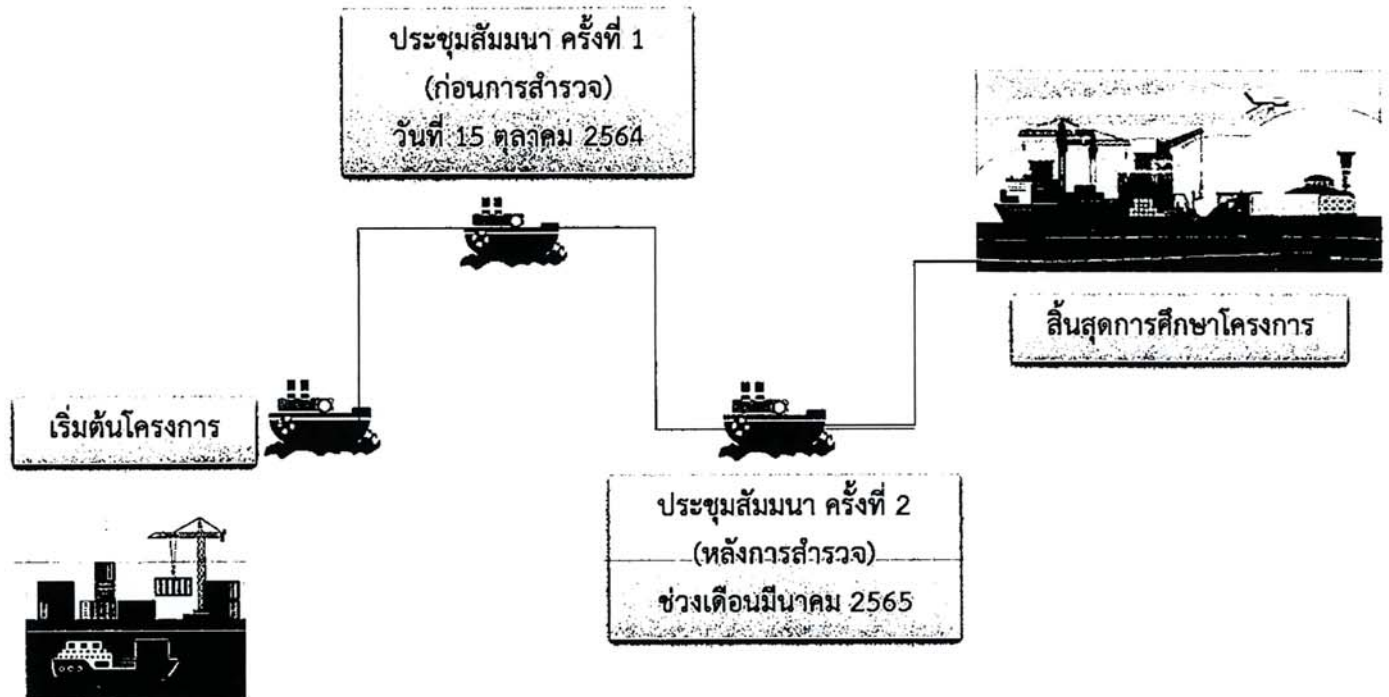 ประชุมสัมมนา ครั้งที่ 1
(ก่อนการสำรวจ)
วันที่ 15 ตุลาคม 2564
สิ้นสุดการศึกษาโครงการ
เริ่มต้นโครงการ
ประชุมสัมมนา ครั้งที่ 2
(หลังการสำรวจ)
ช่วงเดือนมีนาคม 2565